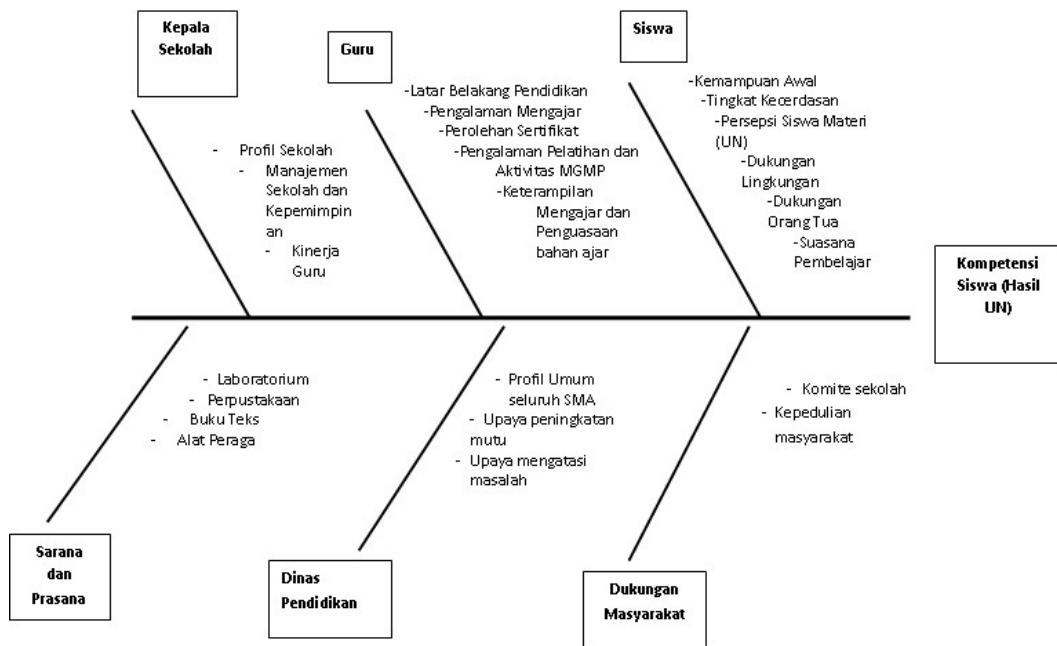 Kepala
Sekolah
- Profil Sekolah
- Manajemen
Sekolah dan
Kepemimpin
an
- Kinerja
Guru
Guru
-Latar Belakang Pendidikan
-Pengalaman Mengajar
-Perolehan Sertifikat
-Pengalaman Pelatihan dan
Aktivitas MGMP
-Keterampilan
Mengajar dan
Penguasaan
bahan ajar
Siswa
-Kemampuan Awal
-Tingkat Kecerdasan
-Persepsi Siswa Materi
(UN)
-Dukungan
Lingkungan
-Dukungan
Orang Tua
-Suasana
Pembelajar
Kompetensi
Siswa (Hasil
UN)
- Laboratorium
- Perpustakaan
- Buku Teks
- Alat Peraga
Sarana
dan
Prasana
- Profil Umum
seluruh SMA
- Upaya peningkatan
mutu
- Upaya mengatasi
masalah
Dinas
Pendidikan
- Komite sekolah
- Kepedulian
masyarakat
Dukungan
Masyarakat